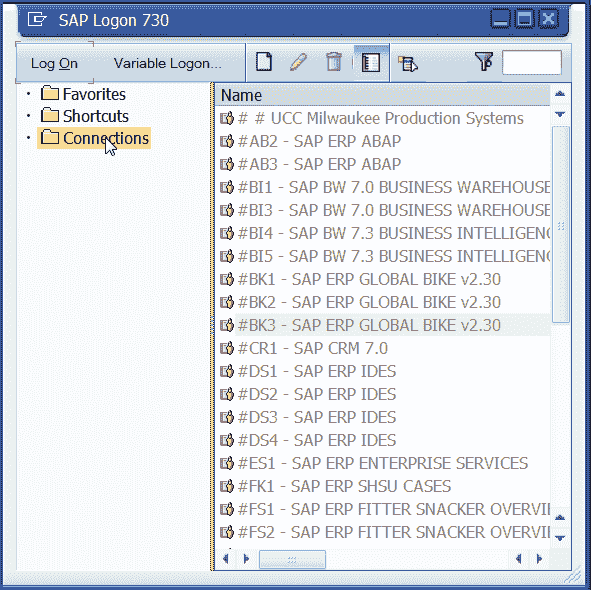 SAP Logon 730
Log On Variable Logon...
Favorites
Shortcuts
Connections
Name
# # UCC Milwaukee Production Systems
#AB2 - SAP ERP ABAP
#AB3 - SAP ERP ABAP
#BI1 - SAP BW 7.0 BUSINESS WAREHOUSE
#BI3 - SAP BW 7.0 BUSINESS WAREHOUSE
#BI4 - SAP BW 7.3 BUSINESS INTELLIGENC
#BI5 - SAP BW 7.3 BUSINESS INTELLIGENC
#BK1 - SAP ERP GLOBAL BIKE v2.30
#BK2 - SAP ERP GLOBAL BIKE v2.30
#BK3 - SAP ERP GLOBAL BIKE v2.30
#CR1 - SAP CRM 7.0
#DS1 - SAP ERP IDES
#DS2 - SAP ERP IDES
#DS3 - SAP ERP IDES
#DS4 - SAP ERP IDES
#ES1 - SAP ERP ENTERPRISE SERVICES
#FK1 - SAP ERP SHSU CASES
#FS1 - SAP ERP FITTER SNACKER OVERVI
#FS2 - SAP ERP FITTER SNACKER OVERVI